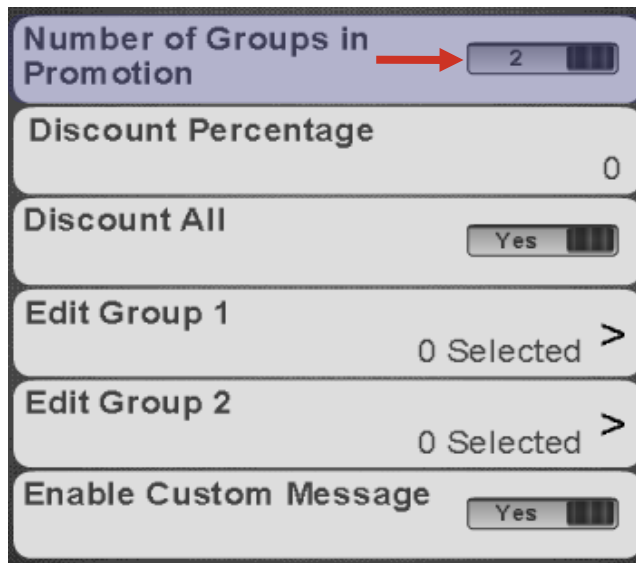 Number of Groups in
Promotion
2
Discount Percentage
0
Discount All
Yes
Edit Group 1
0 Selected >
Edit Group 2
0 Selected >
Enable Custom Message
Yes